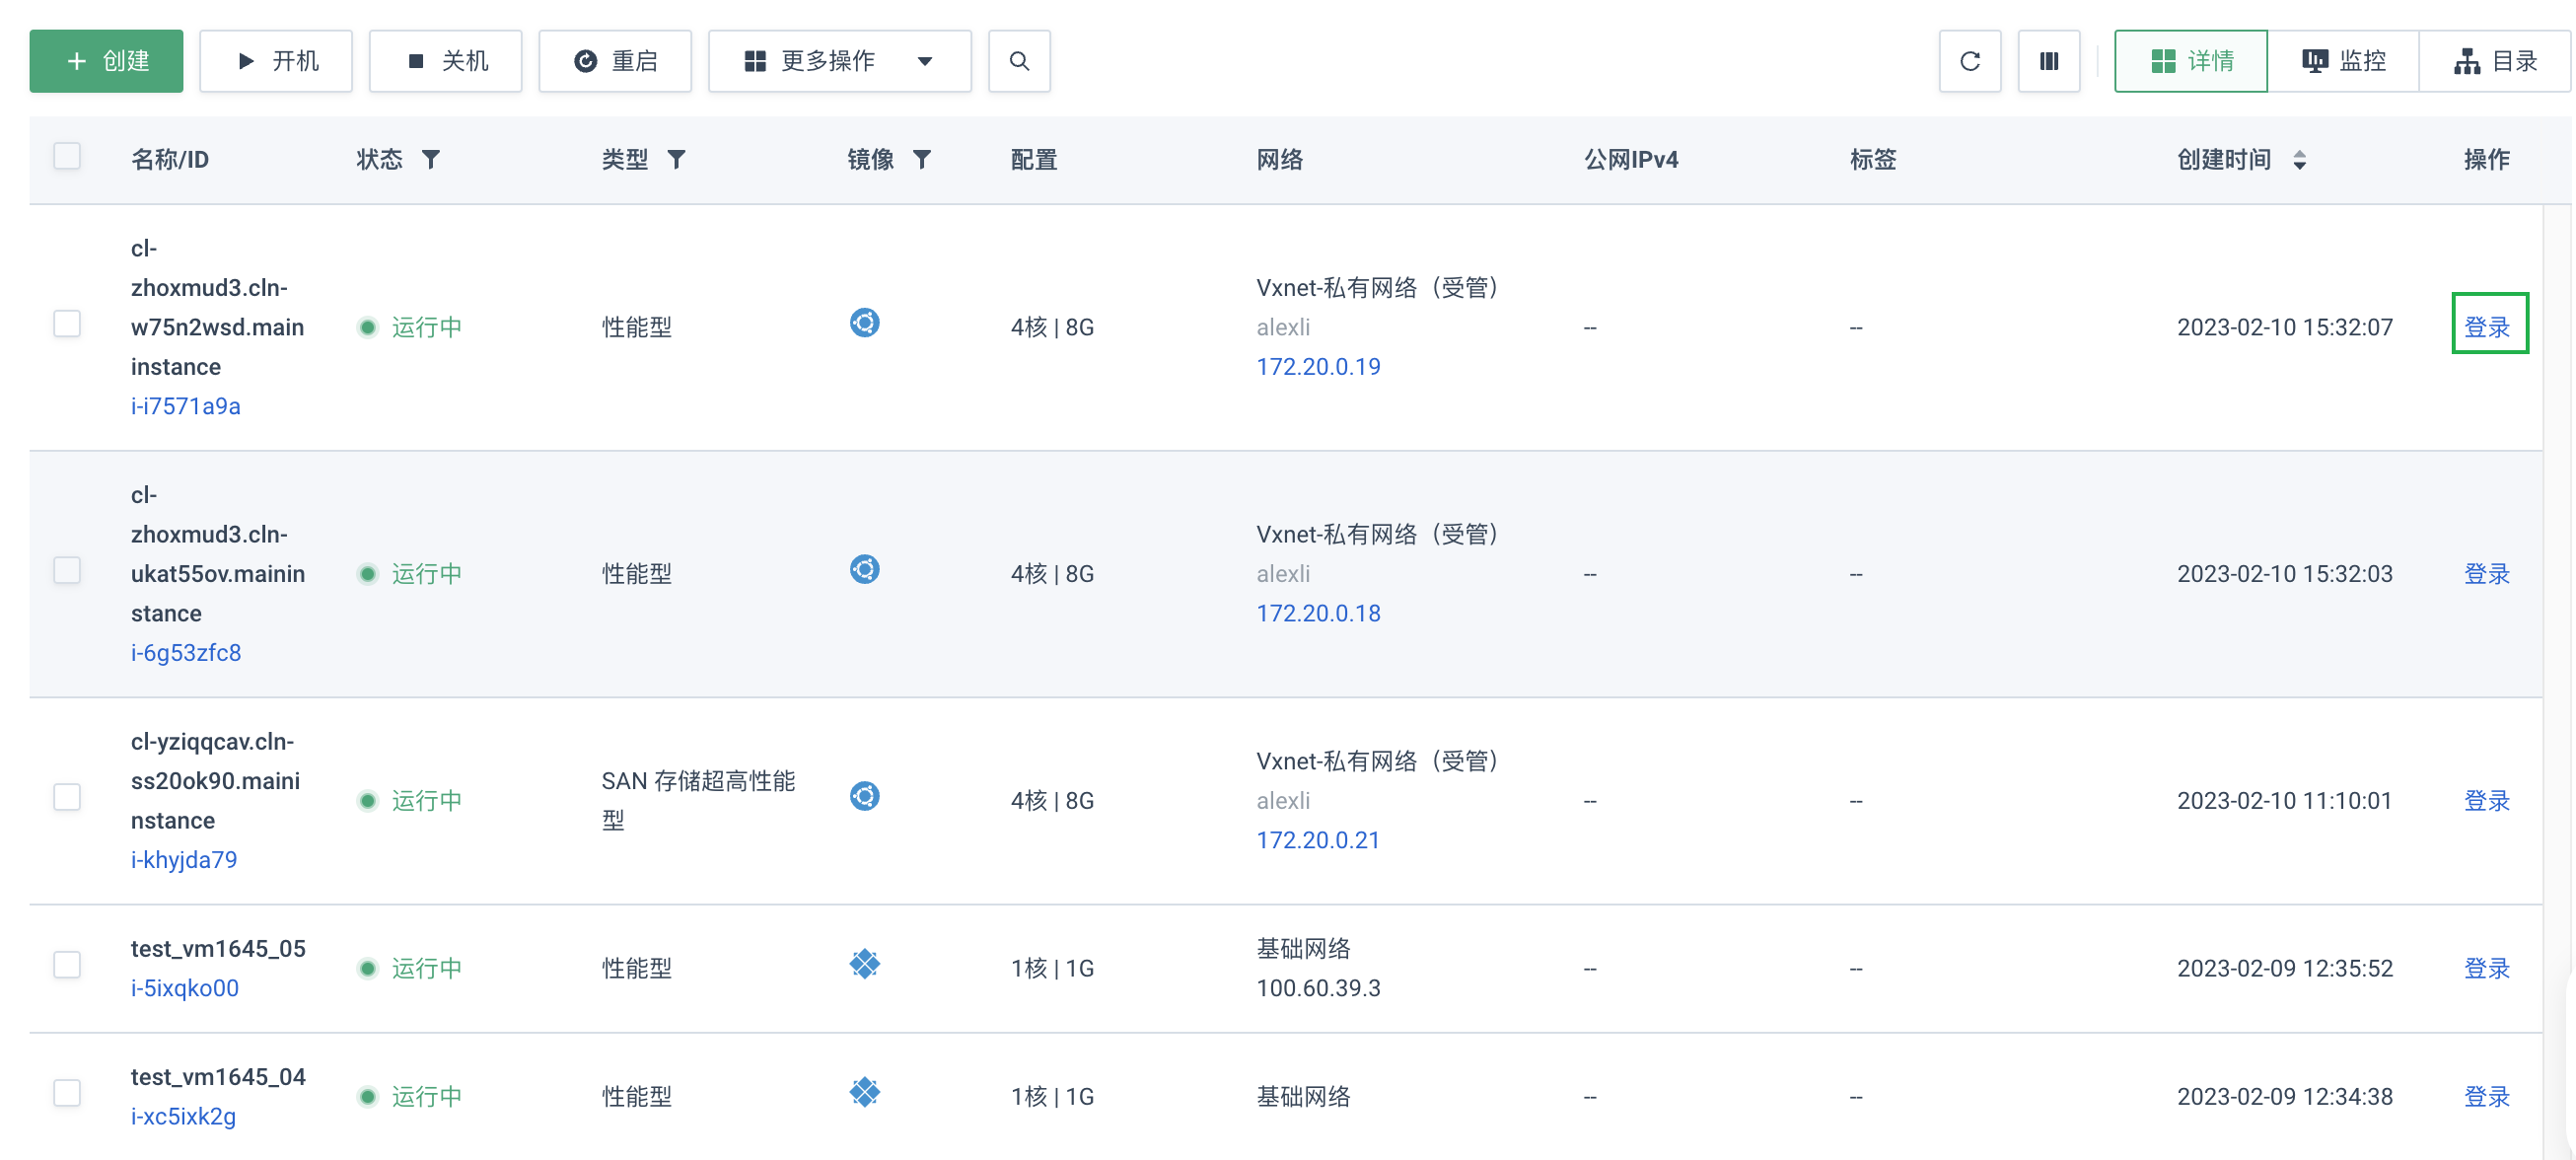 创建 开机 关机 重启 更多操作 详情 监控 目录
名称/ID 状态 类型 镜像 配置 网络 公网IPv4 标签 创建时间 操作
cl-
zhoxmud3.cln- Vxnet-私有网络（受管）
w75n2wsd.main 运行中 性能型 4核 | 8G alexli -- -- 2023-02-10 15:32:07 登录
instance 172.20.0.19
i-i7571a9a
cl-
zhoxmud3.cln- Vxnet-私有网络（受管）
ukat55ov.mainin 运行中 性能型 4核 | 8G alexli -- -- 2023-02-10 15:32:03 登录
stance 172.20.0.18
i-6g53zfc8
cl-yziqqcav.cln- Vxnet-私有网络（受管）
ss20ok90.maini SAN 存储超高性能
运行中 4核 | 8G alexli -- -- 2023-02-10 11:10:01 登录
nstance 型
172.20.0.21
i-khyjda79
test_vm1645_05 基础网络
运行中 性能型 1核 | 1G -- -- 2023-02-09 12:35:52 登录
i-5ixqko00 100.60.39.3
test_vm1645_04
运行中 性能型 1核 | 1G 基础网络 -- -- 2023-02-09 12:34:38 登录
i-xc5ixk2g